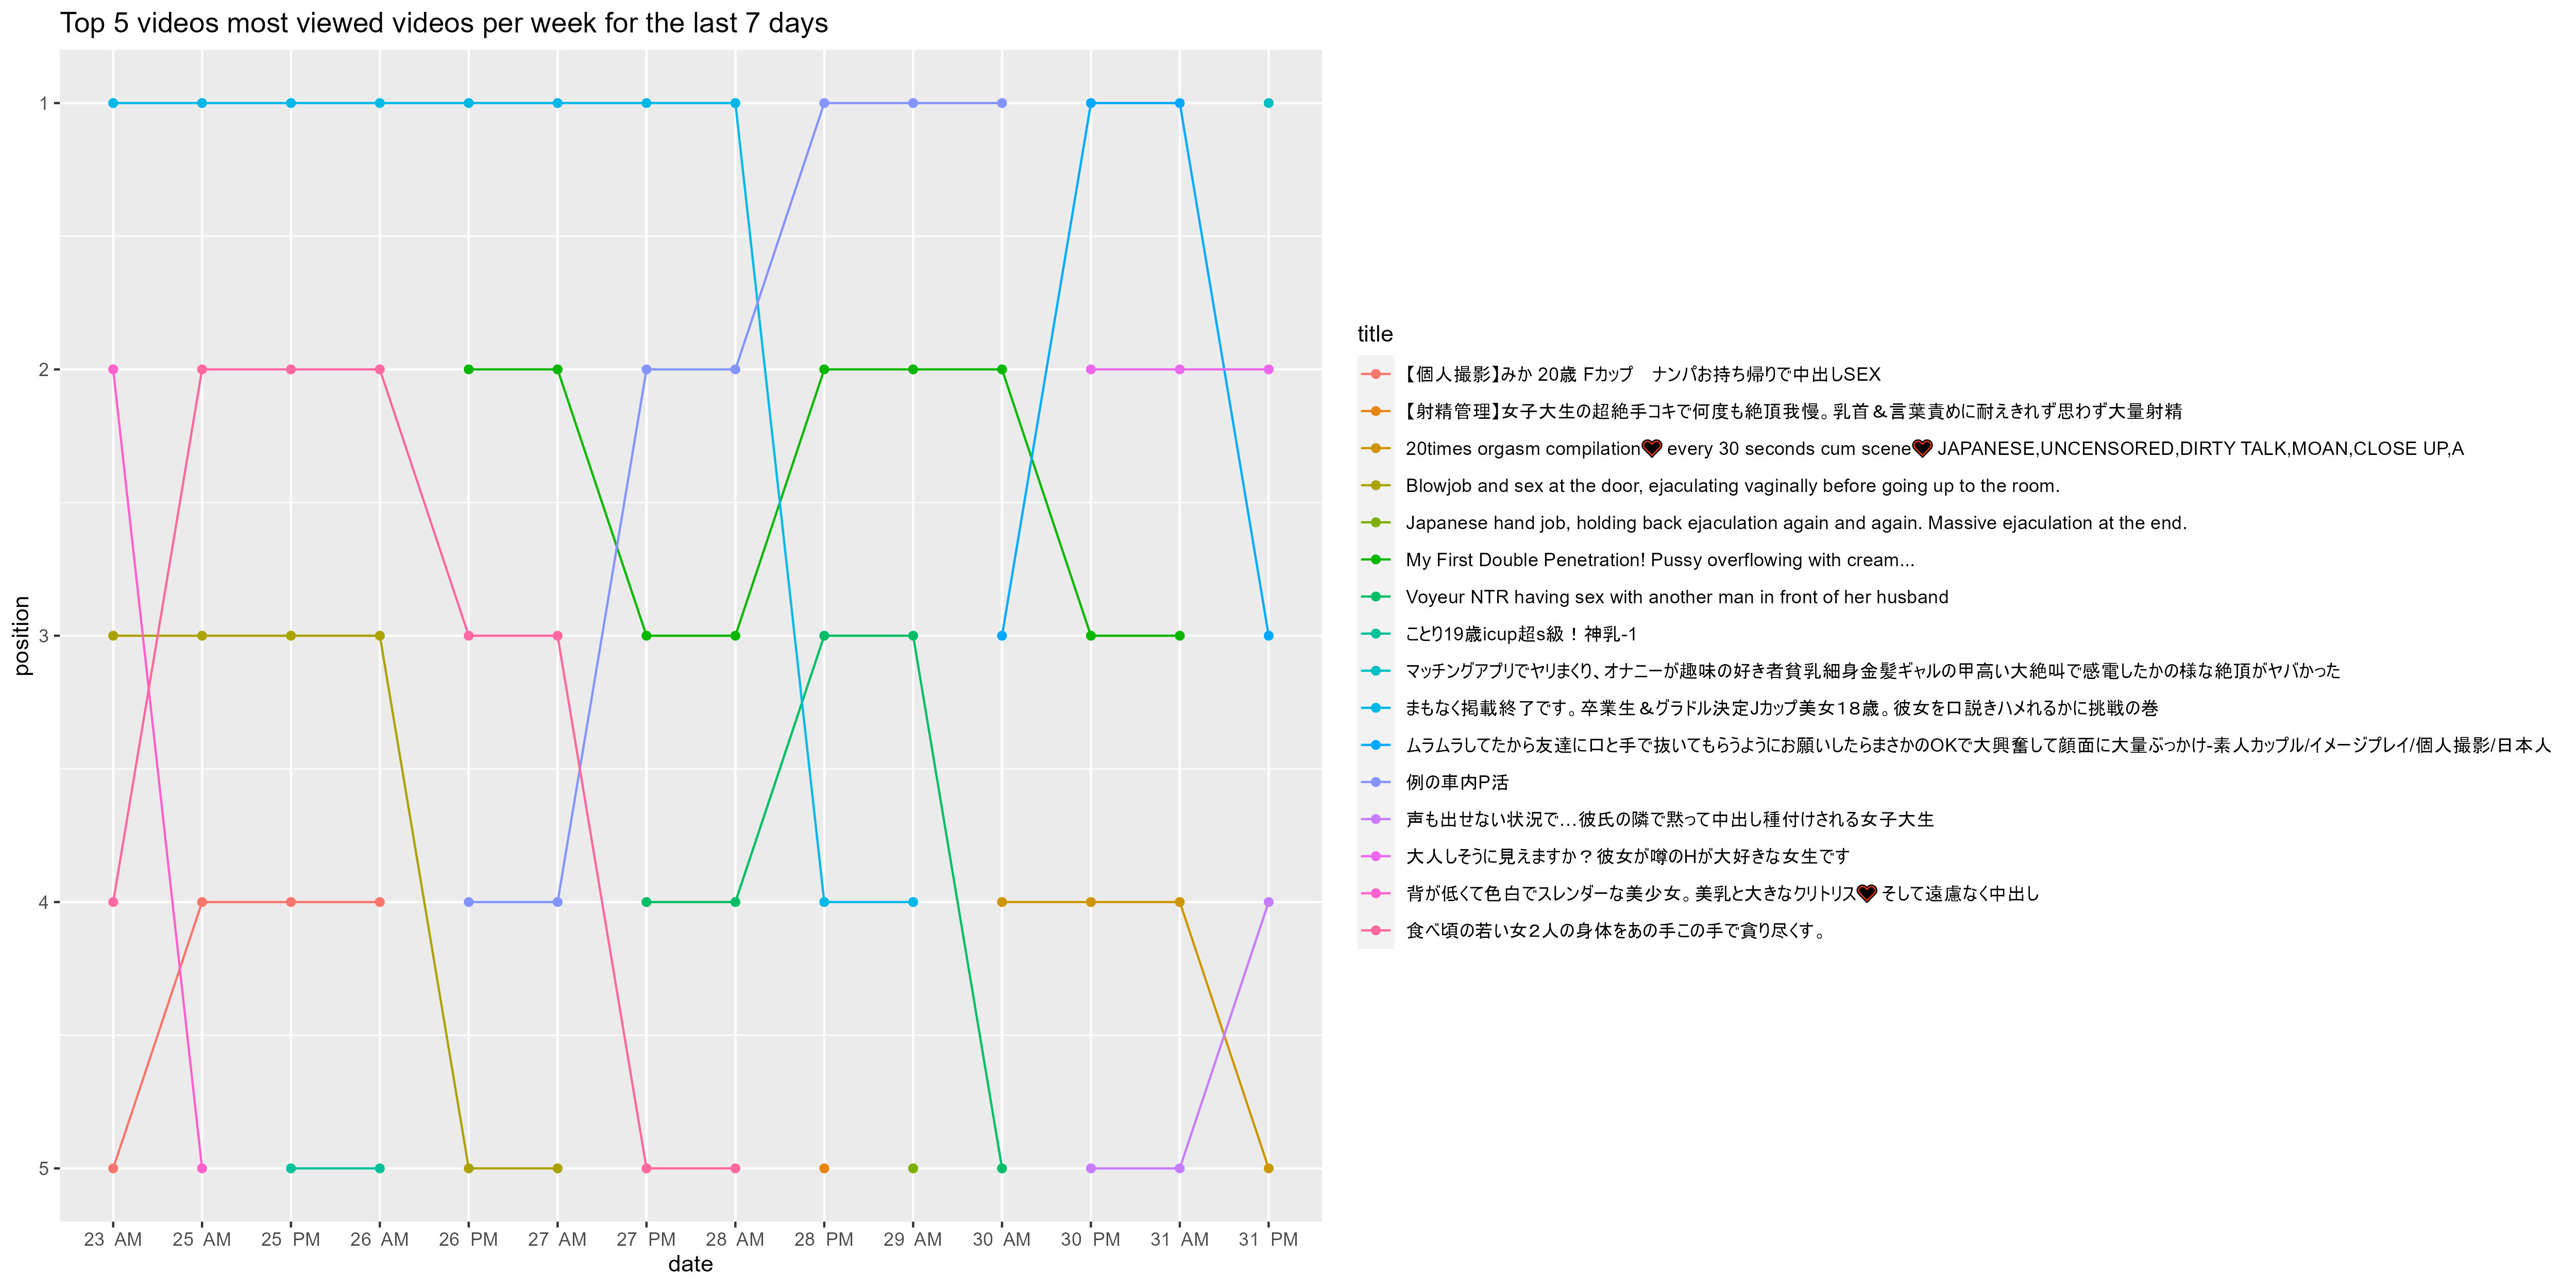 Top 5 videos most viewed videos per week for the last 7 days
position
1
2
3
4
5
23 AM
25 AM
25 PM
26 AM
26 PM
27 AM
27 PM
28 AM
28 PM
29 AM
30 AM
30 PM
31 AM
31 PM
date
title
【個人撮影】みか 20歳 Fカップ　ナンパお持ち帰りで中出しSEX
【射精管理】女子大生の超絶手コキで何度も絶頂我慢。乳首＆言葉責めに耐えきれず思わず大量射精
20times orgasm compilation🖤 every 30 seconds cum scene🖤 JAPANESE,UNCENSORED,DIRTY TALK,MOAN,CLOSE UP,A
Blowjob and sex at the door, ejaculating vaginally before going up to the room.
Japanese hand job, holding back ejaculation again and again. Massive ejaculation at the end.
My First Double Penetration! Pussy overflowing with cream...
Voyeur NTR having sex with another man in front of her husband
ことり19歳icup超s級！神乳-1
マッチングアプリでヤリまくり、オナニーが趣味の好き者貧乳細身金髪ギャルの甲高い大絶叫で感電したかの様な絶頂がヤバかった
まもなく掲載終了です。卒業生＆グラドル決定Jカップ美女１８歳。彼女を口説きハメれるかに挑戦の巻
ムラムラしてたから友達に口と手で抜いてもらうようにお願いしたらまさかのOKで大興奮して顔面に大量ぶっかけ-素人カップル/イメージプレイ/個人撮影/日本人
例の車内P活
声も出せない状況で…彼氏の隣で黙って中出し種付けされる女子大生
大人しそうに見えますか？彼女が噂のHが大好きな女生です
背が低くて色白でスレンダーな美少女。美乳と大きなクリトリス🖤 そして遠慮なく中出し
食べ頃の若い女２人の身体をあの手この手で貪り尽くす。